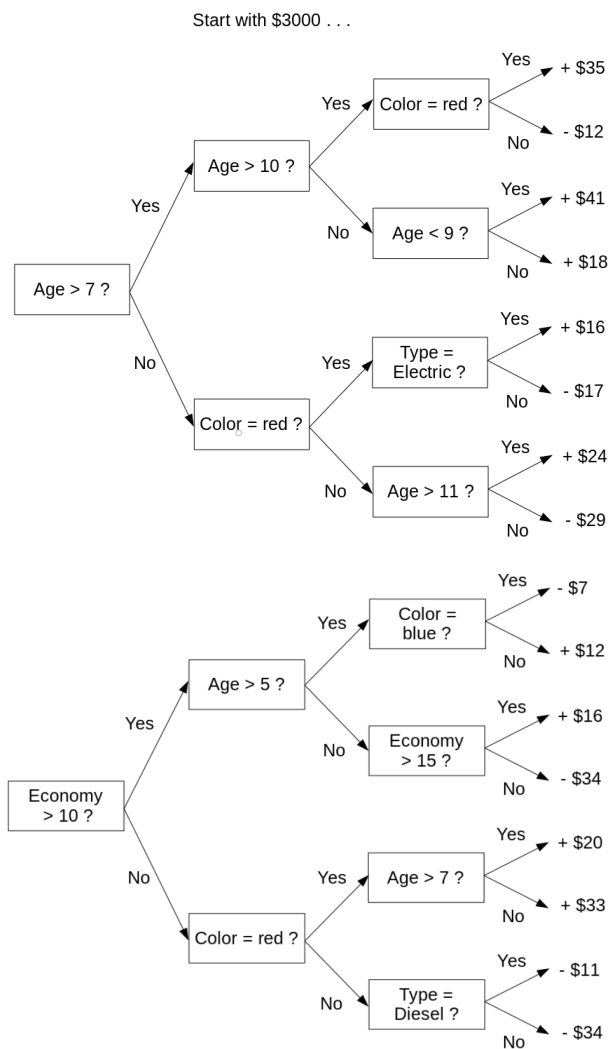 Start with $3000 . . .
Yes
+ $35
Color = red ?
Yes
No
- $12
Age > 10 ?
Yes
Yes
+ $41
No
Age < 9 ?
No
+ $18
Age > 7 ?
Yes
+ $16
No
Yes
Type =
Electric ?
No
- $17
Color = red ?
Yes
+ $24
No
Age > 11 ?
No
- $29
Yes
- $7
Yes
Color =
blue ?
No
+ $12
Age > 5 ?
Yes
Yes
+ $16
No
Economy
> 15 ?
No
- $34
Economy
> 10 ?
Yes
+ $20
No
Yes
Age > 7 ?
No
+ $33
Color = red ?
Yes
- $11
No
Type =
Diesel ?
No
- $34